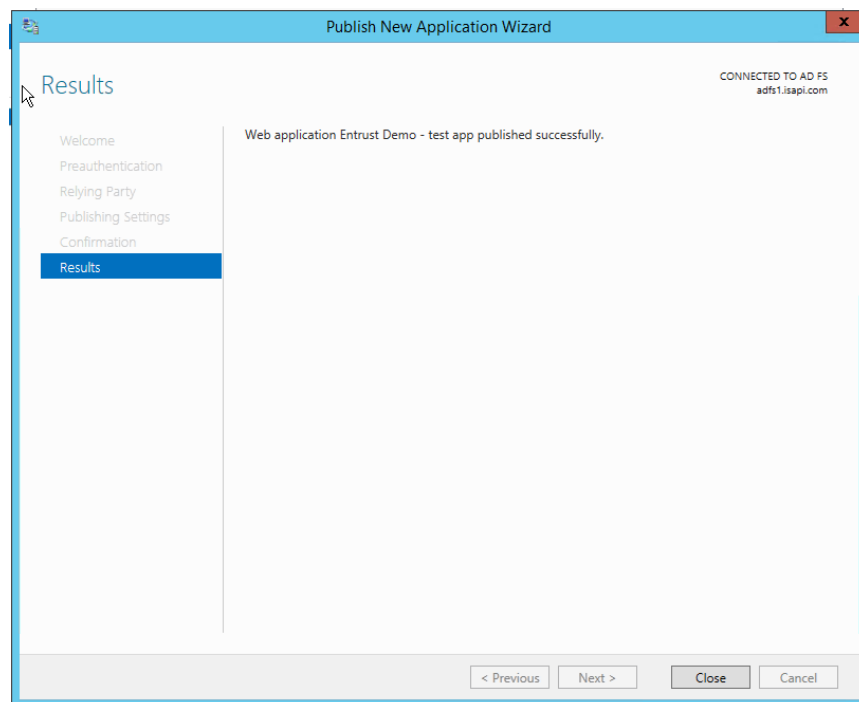 Publish New Application Wizard
x
Results
CONNECTED TO AD FS
adfs1.isapi.com
Welcome
Web application Entrust Demo - test app published successfully.
Preauthentication
Relying Party
Publishing Settings
Confirmation
Results
< Previous
Next >
Close
Cancel